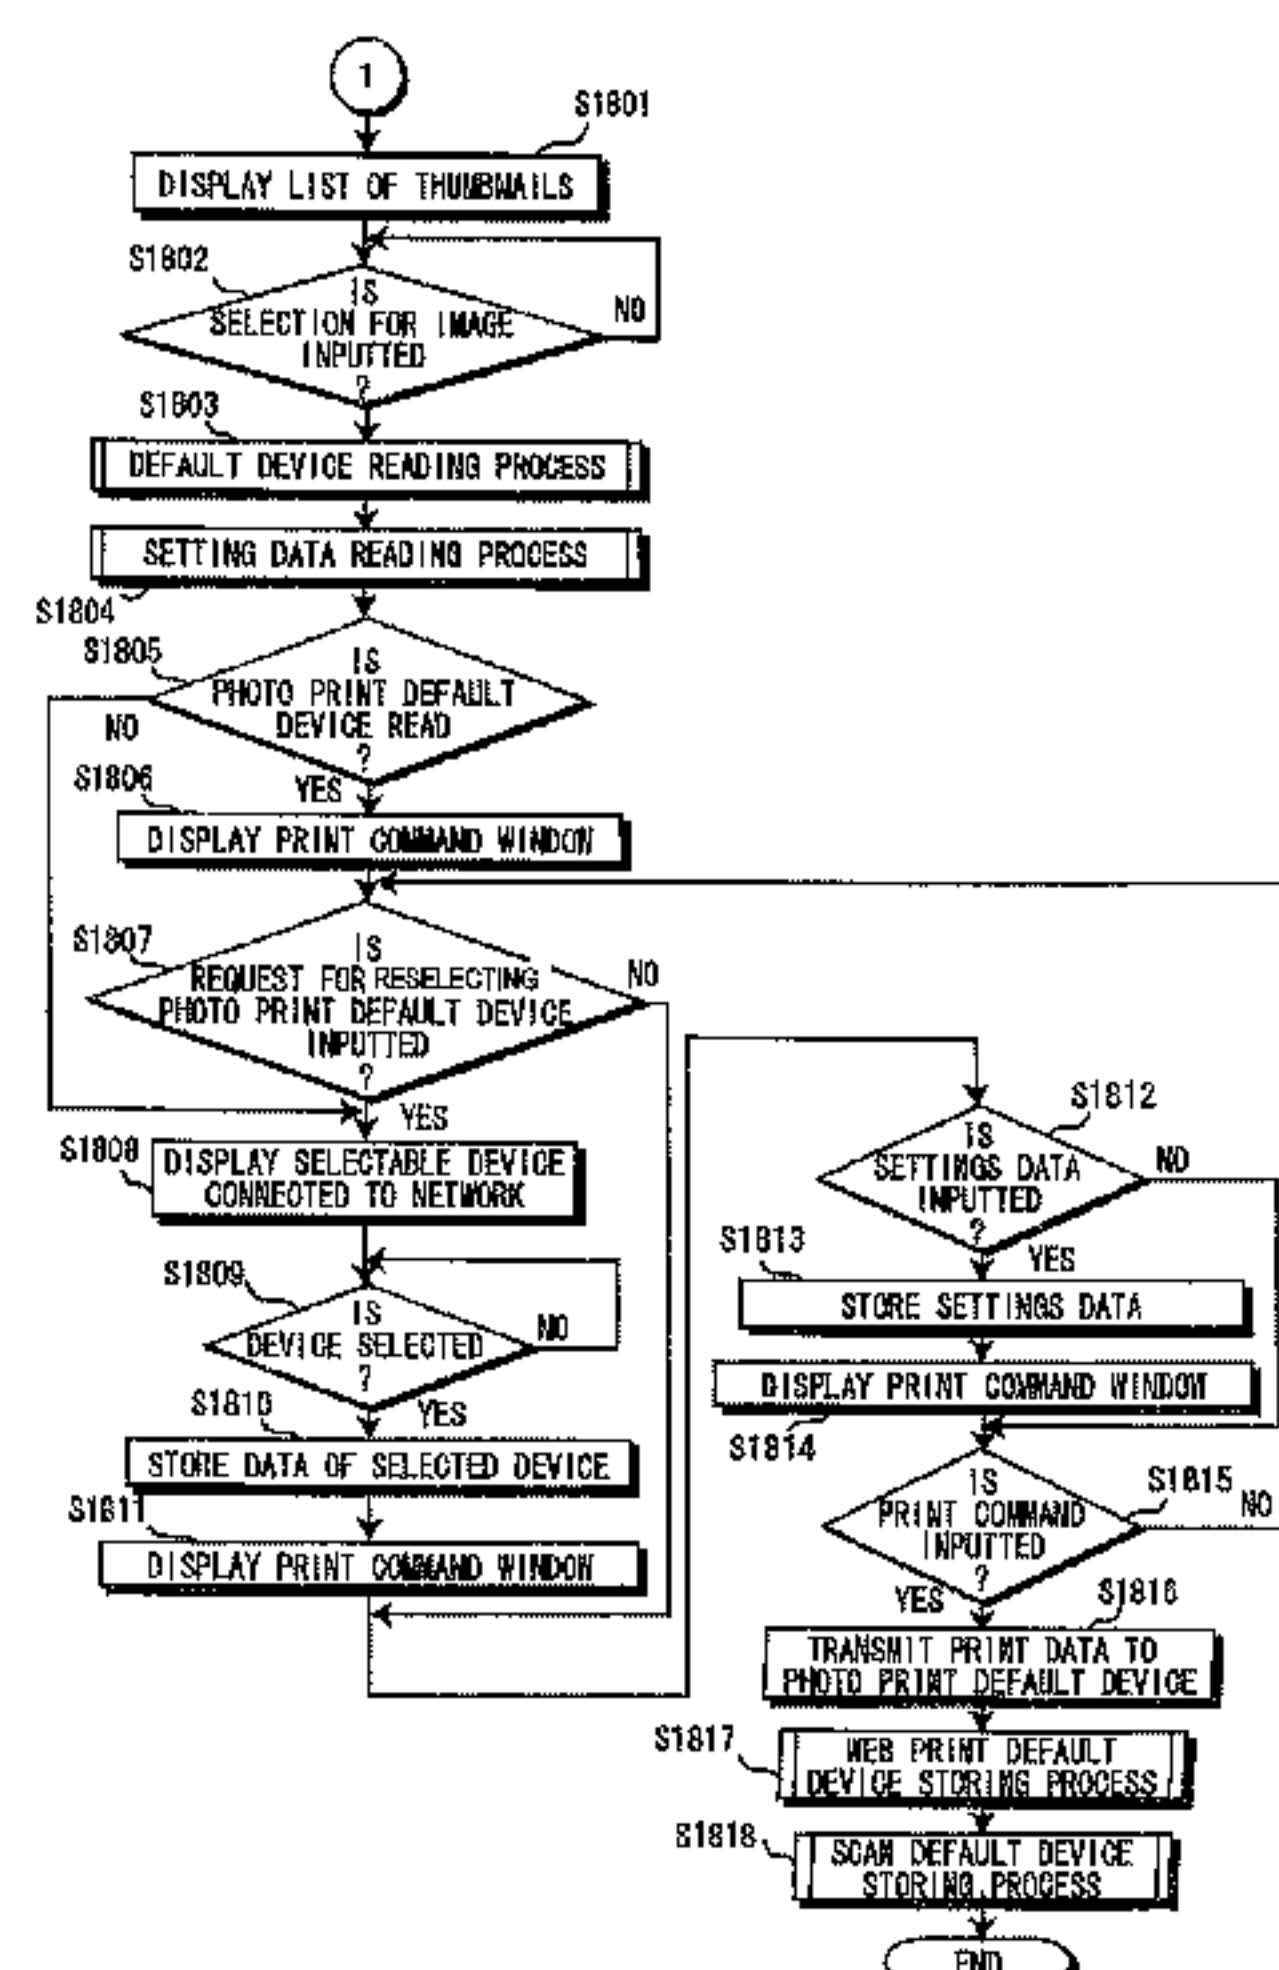 1
S1801
DISPLAY LIST OF THUMBNAILS
S1802
IS
SELECTION FOR IMAGE
INPUTTED
?
NO
S1803
DEFAULT DEVICE READING PROCESS
SETTING DATA READING PROCESS
S1804
S1805
IS
PHOTO PRINT DEFAULT
DEVICE READ
?
NO
YES
S1806
DISPLAY PRINT COMMAND WINDOW
S1807
IS
REQUEST FOR RESELECTING
PHOTO PRINT DEFAULT DEVICE
INPUTTED
?
NO
YES
S1808
DISPLAY SELECTABLE DEVICE
CONNECTED TO NETWORK
S1809
IS
DEVICE SELECTED
?
NO
YES
S1810
STORE DATA OF SELECTED DEVICE
S1811
DISPLAY PRINT COMMAND WINDOW
S1812
IS
SETTINGS DATA
INPUTTED
?
NO
YES
S1813
STORE SETTINGS DATA
DISPLAY PRINT COMMAND WINDOW
S1814
IS
PRINT COMMAND
INPUTTED
?
S1815
NO
YES
S1816
TRANSMIT PRINT DATA TO
PHOTO PRINT DEFAULT DEVICE
S1817
WEB PRINT DEFAULT
DEVICE STORING PROCESS
S1818
SCAN DEFAULT DEVICE
STORING PROCESS
END